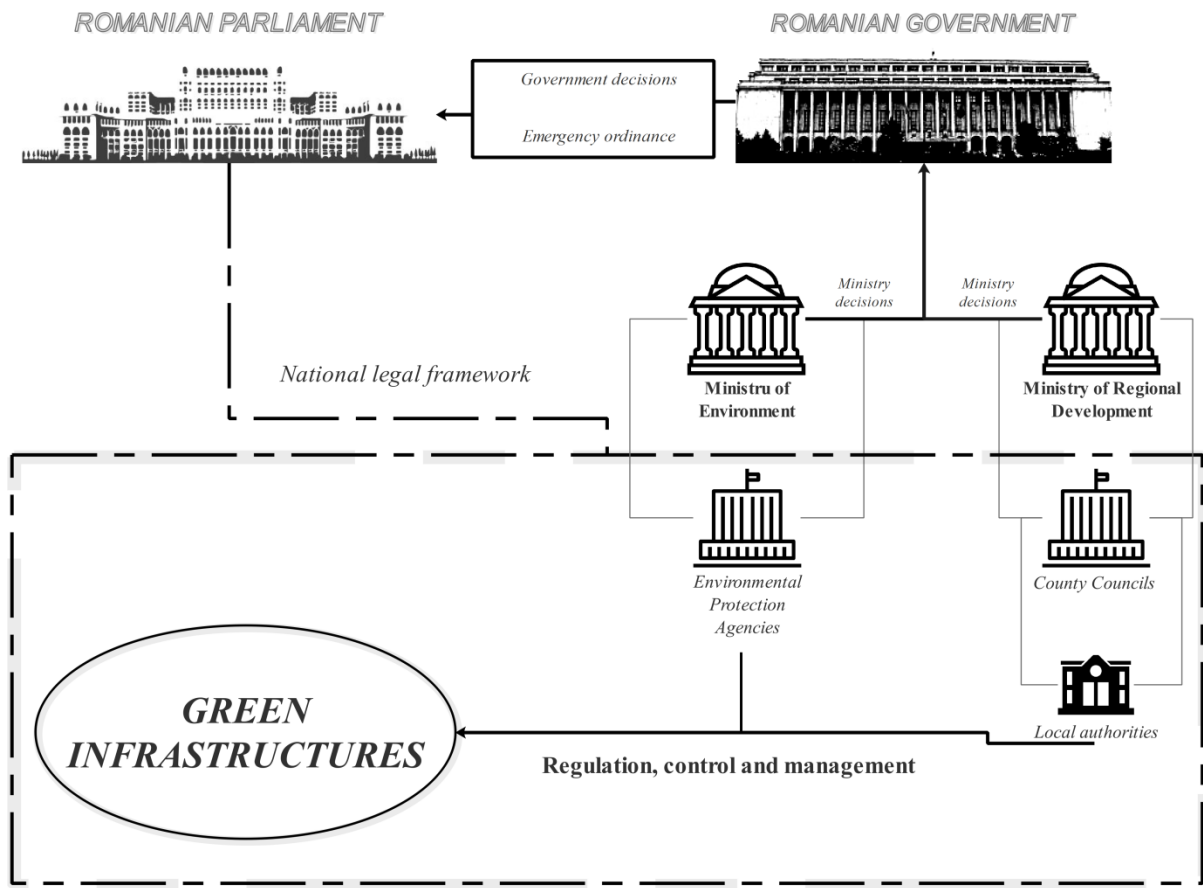 ROMANIAN PARLIAMENT
ROMANIAN GOVERNMENT
Government decisions
Emergency ordinance
Ministry
decisions
Ministry
decisions
National legal framework
Ministru of
Environment
Ministry of Regional
Development
Environmental
Protection
Agencies
County Councils
GREEN
INFRASTRUCTURES
Local authorities
Regulation, control and management